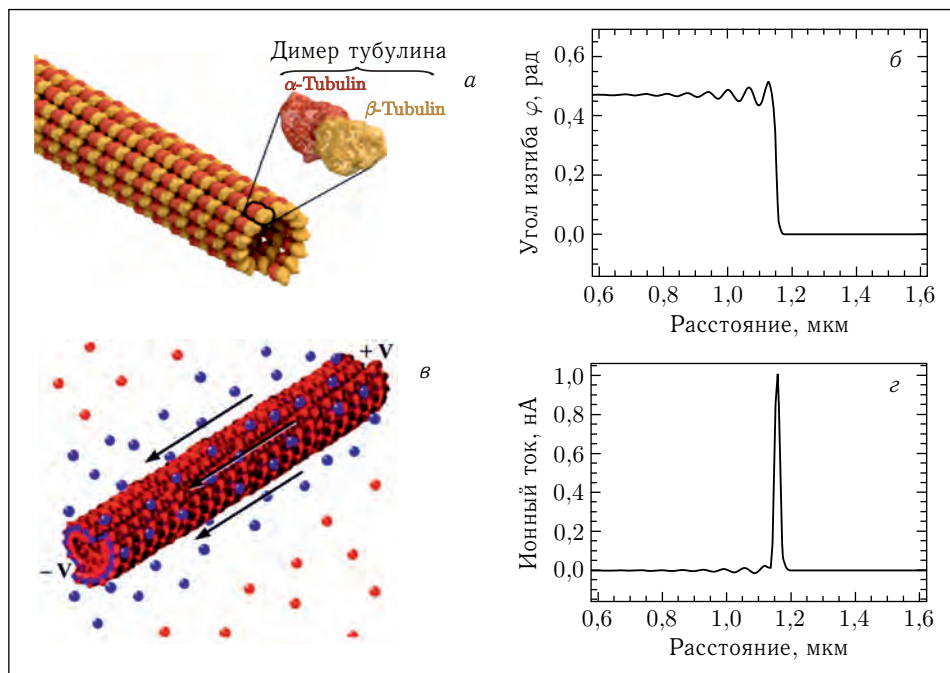 Димер тубулина
а
α-Tubulin
β-Tubulin
б
Угол изгиба φ, рад
0,6
0,4
0,2
0,0
0,6 0,8 1,0 1,2 1,4 1,6
Расстояние, мкм
в
+ V
− V
г
Ионный ток, нА
1,0
0,8
0,6
0,4
0,2
0,0
0,6 0,8 1,0 1,2 1,4 1,6
Расстояние, мкм